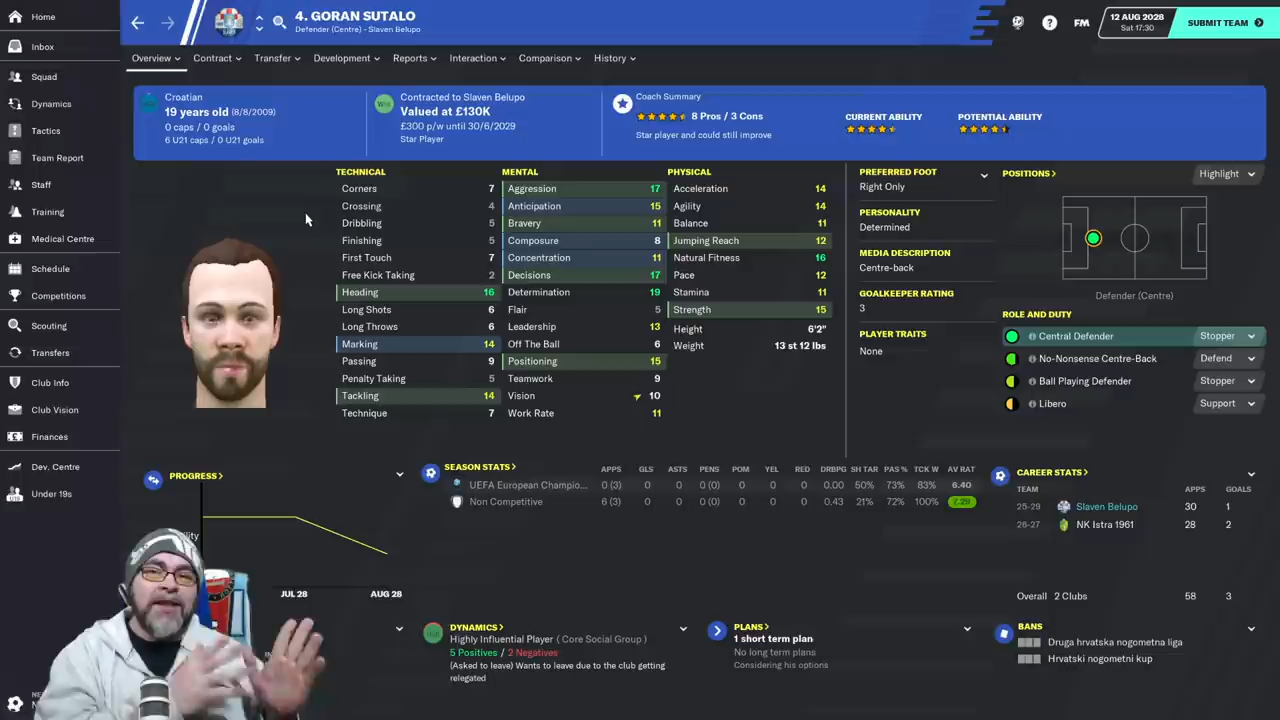 Home
Inbox
Squad
Dynamics
Tactics
Team Report
Staff
Training
Medical Centre
Schedule
Competitions
Scouting
Transfers
Club Info
Club Vision
Finances
Dev. Centre
Under 19s
4. GORAN SUTALO
Defender (Centre) - Slaven Belupo
FM
12 AUG 2028
Sat 17:30
SUBMIT TEAM
Overview
Contract
Transfer
Development
Reports
Interaction
Comparison
History
Croatian
19 years old (8/8/2009)
0 caps / 0 goals
6 U21 caps / 0 U21 goals
Contracted to Slaven Belupo
Valued at £130K
£300 p/w until 30/6/2029
Star Player
Coach Summary
8 Pros / 3 Cons
Star player and could still improve
CURRENT ABILITY
POTENTIAL ABILITY
TECHNICAL
Corners 7
Crossing 4
Dribbling 5
Finishing 5
First Touch 7
Free Kick Taking 2
Heading 16
Long Shots 6
Long Throws 6
Marking 14
Passing 9
Penalty Taking 5
Tackling 14
Technique 7
MENTAL
Aggression 17
Anticipation 15
Bravery 11
Composure 8
Concentration 11
Decisions 17
Determination 19
Flair 5
Leadership 13
Off The Ball 6
Positioning 15
Teamwork 9
Vision 10
Work Rate 11
PHYSICAL
Acceleration 14
Agility 14
Balance 11
Jumping Reach 12
Natural Fitness 16
Pace 12
Stamina 11
Strength 15
Height 6'2"
Weight 13 st 12 lbs
PREFERRED FOOT
Right Only
PERSONALITY
Determined
MEDIA DESCRIPTION
Centre-back
GOALKEEPER RATING
3
PLAYER TRAITS
None
POSITIONS
Highlight
Defender (Centre)
ROLE AND DUTY
Central Defender Stopper
No-Nonsense Centre-Back Defend
Ball Playing Defender Stopper
Libero Support
PROGRESS
JUL 28 AUG 28
SEASON STATS APPS GLS ASTS PENS POM YEL RED DRBPG SH TAR PAS % TCK W AV RAT
UEFA European Champio... 0 (3) 0 0 0 (0) 0 0 0 0.00 50% 73% 83% 6.40
Non Competitive 6 (3) 0 0 0 (0) 0 0 0 0.43 21% 72% 100% 7.29
CAREER STATS
TEAM APPS GOALS
25-29 Slaven Belupo 30 1
26-27 NK Istra 1961 28 2
Overall 2 Clubs 58 3
DYNAMICS
Highly Influential Player ( Core Social Group )
5 Positives / 2 Negatives
(Asked to leave) Wants to leave due to the club getting
relegated
PLANS
1 short term plan
No long term plans
Considering his options
BANS
Druga hrvatska nogometna liga
Hrvatski nogometni kup